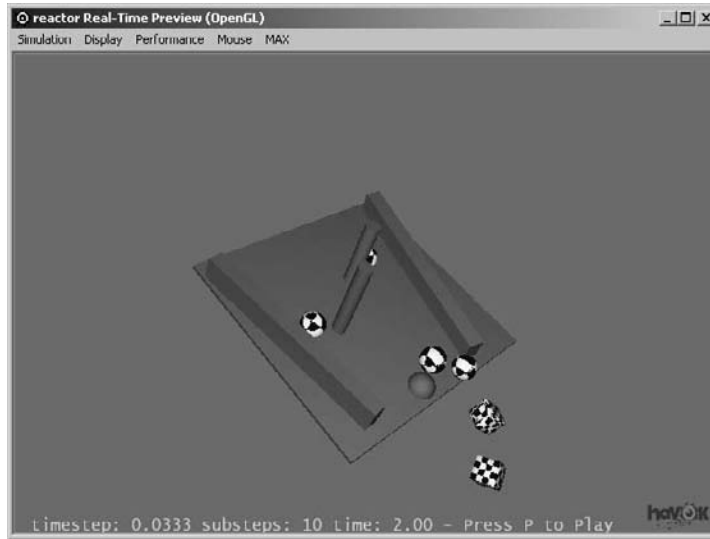 reactor Real-Time Preview (OpenGL)
Simulation Display Performance Mouse MAX
timestep: 0.0333 substeps: 10 time: 2.00 - Press P to Play
havok